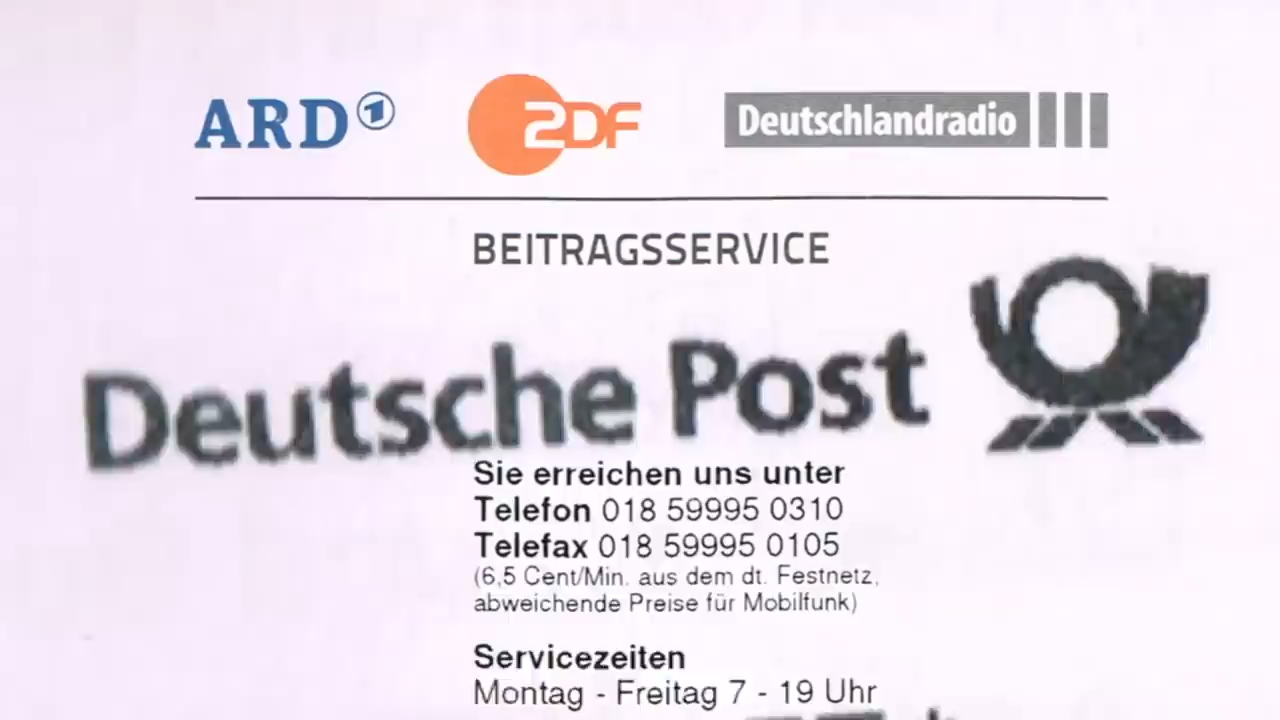 ARD 1
ZDF
Deutschlandradio
BEITRAGSSERVICE
Deutsche Post
Sie erreichen uns unter
Telefon 018 59995 0310
Telefax 018 59995 0105
(6,5 Cent/Min. aus dem dt. Festnetz,
abweichende Preise für Mobilfunk)
Servicezeiten
Montag - Freitag 7 - 19 Uhr